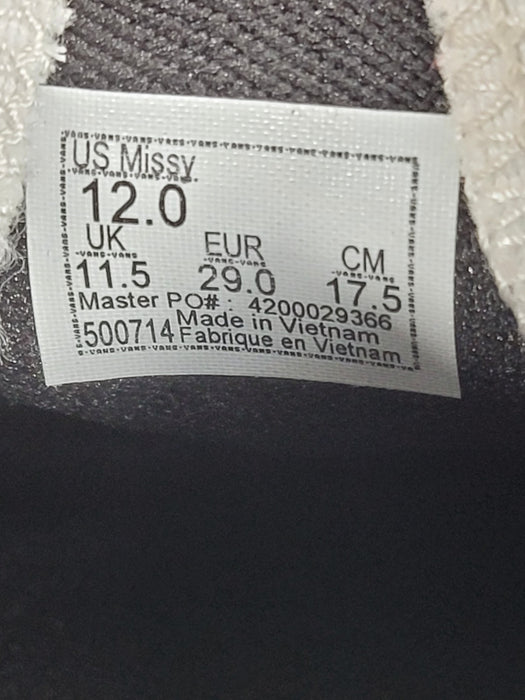 US Missy.
12.0
UK EUR CM
11.5 29.0 17.5
Master PO# : 4200029366
500714 Made in Vietnam
Fabrique en Vietnam